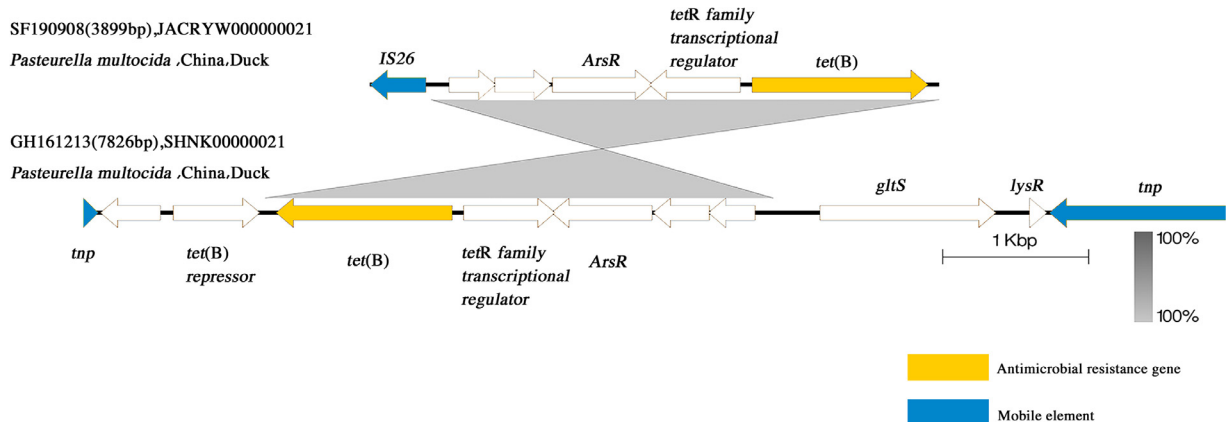 SF190908(3899bp),JACRYW000000021
Pasteurella multocida ,China,Duck
IS26
ArsR
tetR family
transcriptional
regulator
tet(B)
GH161213(7826bp),SHNK00000021
Pasteurella multocida ,China,Duck
gltS
lysR
tnp
tnp
tet(B)
repressor
tet(B)
tetR family
transcriptional
regulator
ArsR
1 Kbp
100%
100%
Antimicrobial resistance gene
Mobile element